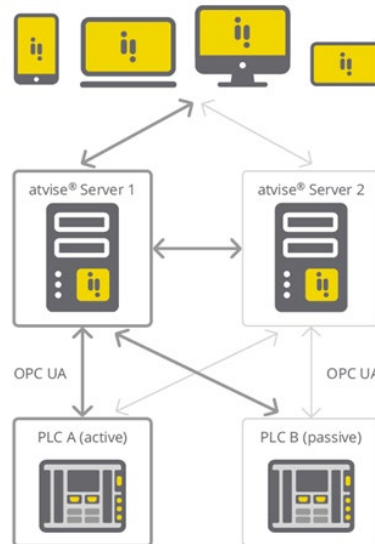 atvise® Server 1
atvise® Server 2
OPC UA
OPC UA
PLC A (active)
PLC B (passive)